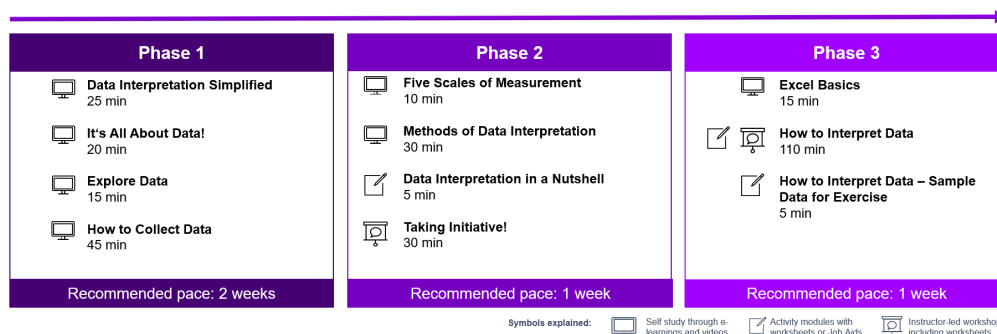 Phase 1
Data Interpretation Simplified
25 min
It's All About Data!
20 min
Explore Data
15 min
How to Collect Data
45 min
Recommended pace: 2 weeks
Phase 2
Five Scales of Measurement
10 min
Methods of Data Interpretation
30 min
Data Interpretation in a Nutshell
5 min
Taking Initiative!
30 min
Recommended pace: 1 week
Phase 3
Excel Basics
15 min
How to Interpret Data
110 min
How to Interpret Data – Sample
Data for Exercise
5 min
Recommended pace: 1 week
Symbols explained:
Self study through e-
learnings and videos
Activity modules with
worksheets or Job Aids
Instructor-led workshop
including worksheets